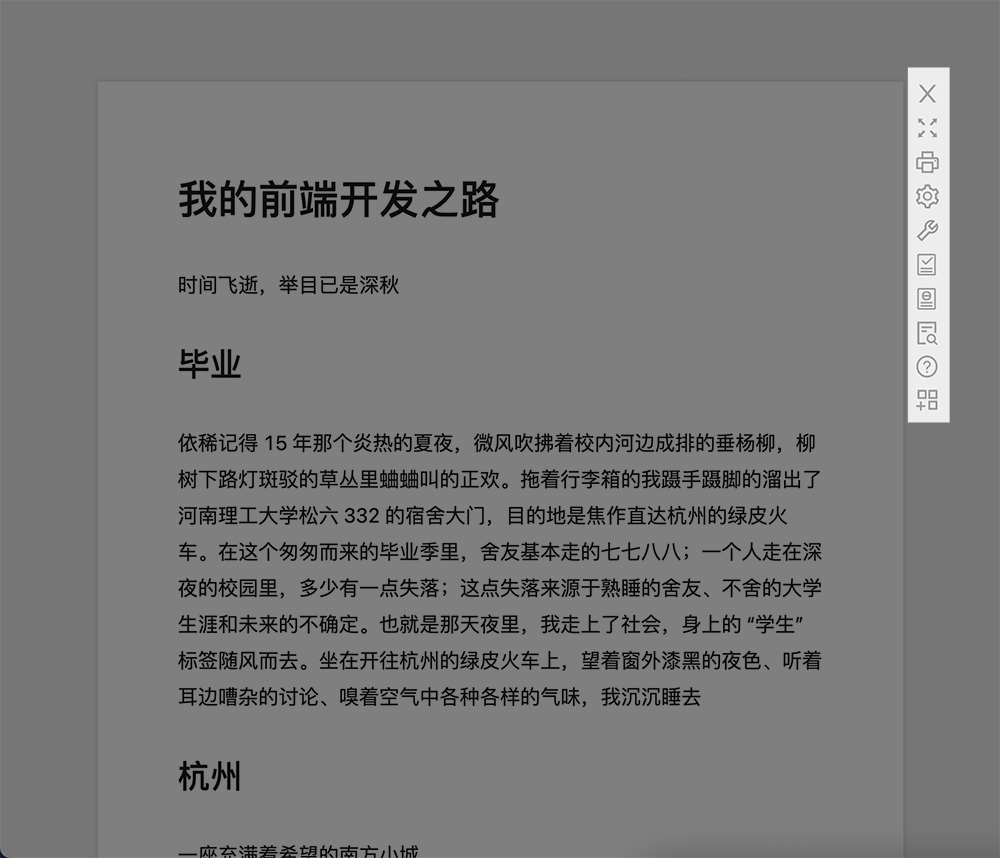 我的前端开发之路
时间飞逝，举目已是深秋
毕业
依稀记得 15 年那个炎热的夏夜，微风吹拂着校内河边成排的垂杨柳，柳
树下路灯斑驳的草丛里蛐蛐叫的正欢。拖着行李箱的我蹑手蹑脚的溜出了
河南理工大学松六 332 的宿舍大门，目的地是焦作直达杭州的绿皮火
车。在这个匆匆而来的毕业季里，舍友基本走的七七八八；一个人走在深
夜的校园里，多少有一点失落；这点失落来源于熟睡的舍友、不舍的大学
生涯和未来的不确定。也就是那天夜里，我走上了社会，身上的 “学生”
标签随风而去。坐在开往杭州的绿皮火车上，望着窗外漆黑的夜色、听着
耳边嘈杂的讨论、嗅着空气中各种各样的气味，我沉沉睡去
杭州
一座充满着希望的南方小城